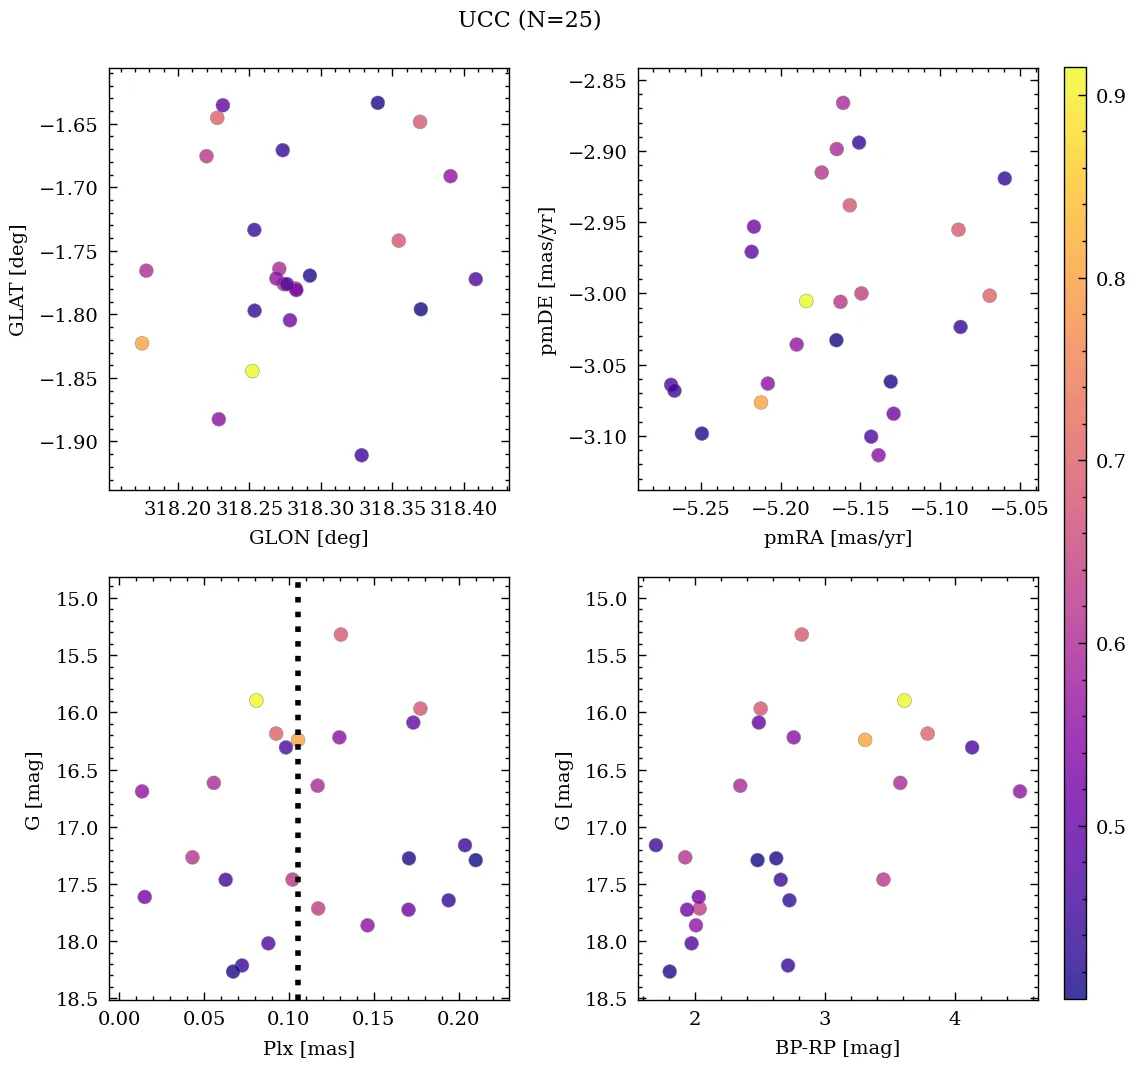 UCC (N=25)
−1.65
−1.70
−1.75
−1.80
−1.85
−1.90
GLAT [deg]
318.20 318.25 318.30 318.35 318.40
GLON [deg]
−2.85
−2.90
−2.95
−3.00
−3.05
−3.10
pmDE [mas/yr]
−5.25 −5.20 −5.15 −5.10 −5.05
pmRA [mas/yr]
15.0
15.5
16.0
16.5
17.0
17.5
18.0
18.5
G [mag]
0.00 0.05 0.10 0.15 0.20
Plx [mas]
15.0
15.5
16.0
16.5
17.0
17.5
18.0
18.5
G [mag]
2 3 4
BP-RP [mag]
0.9
0.8
0.7
0.6
0.5